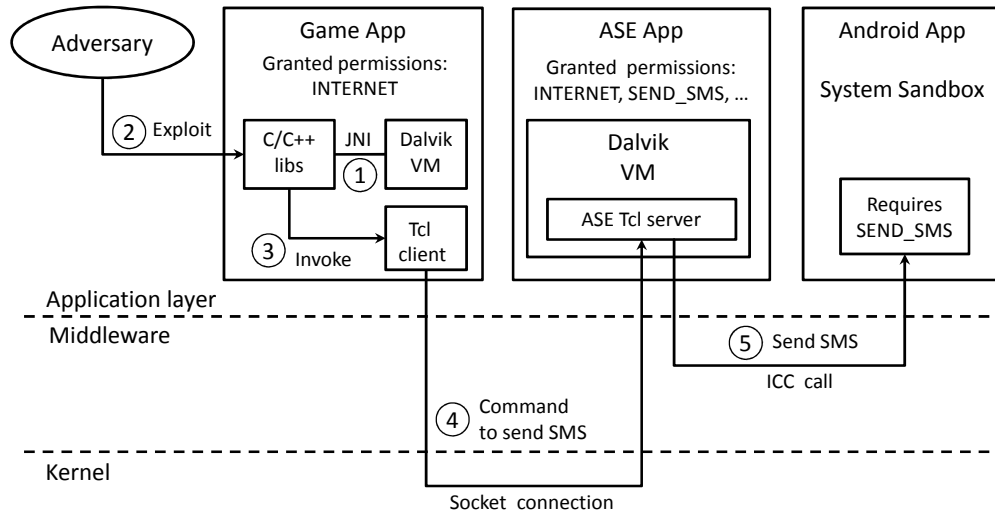 Adversary
Game App
Granted permissions:
INTERNET
ASE App
Granted permissions:
INTERNET, SEND_SMS, ...
Android App
System Sandbox
2 Exploit
C/C++
libs
JNI
1
Dalvik
VM
3
Invoke
Tcl
client
Dalvik
VM
ASE Tcl server
Requires
SEND_SMS
Application layer
Middleware
5 Send SMS
ICC call
4 Command
to send SMS
Kernel
Socket connection